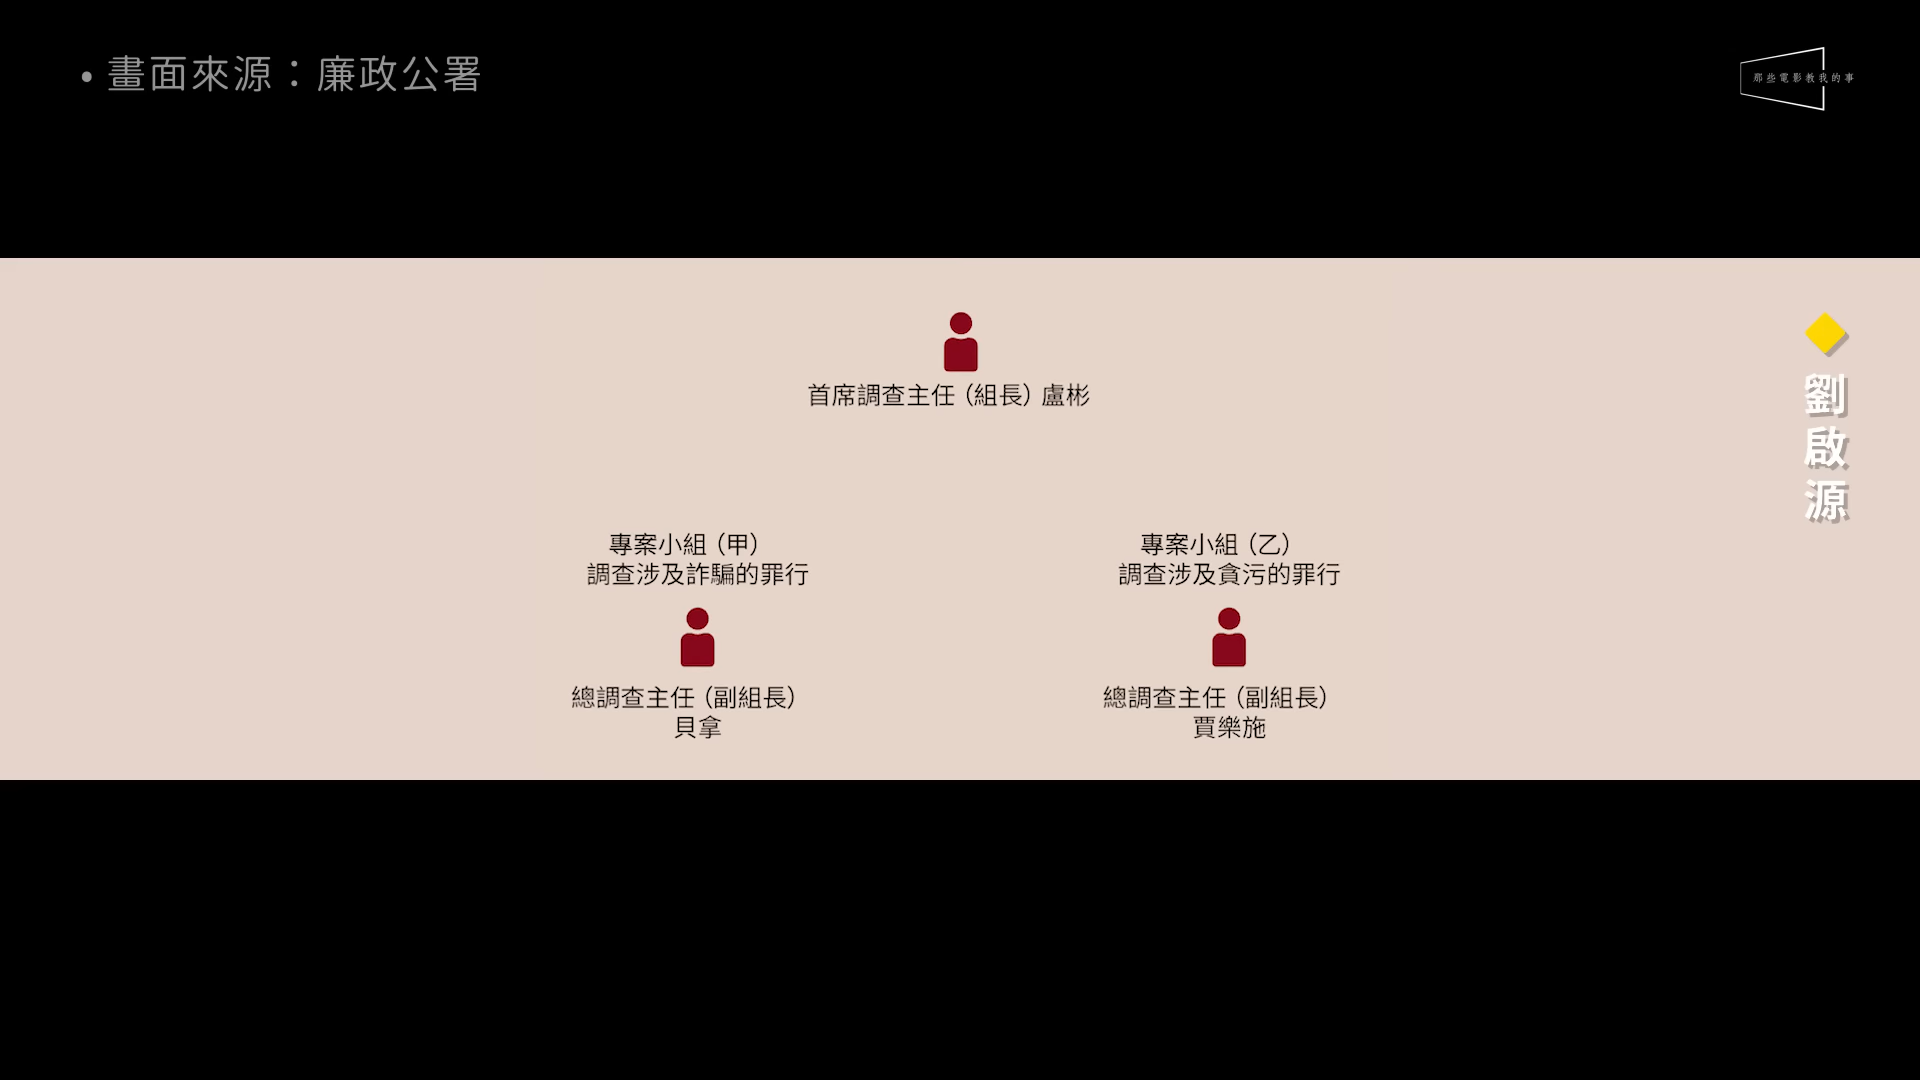 • 畫面來源：廉政公署
那些電影教我的事
首席調查主任（組長）盧彬
專案小組（甲）
調查涉及詐騙的罪行
總調查主任（副組長）
貝拿
專案小組（乙）
調查涉及貪污的罪行
總調查主任（副組長）
賈樂施
劉啟源